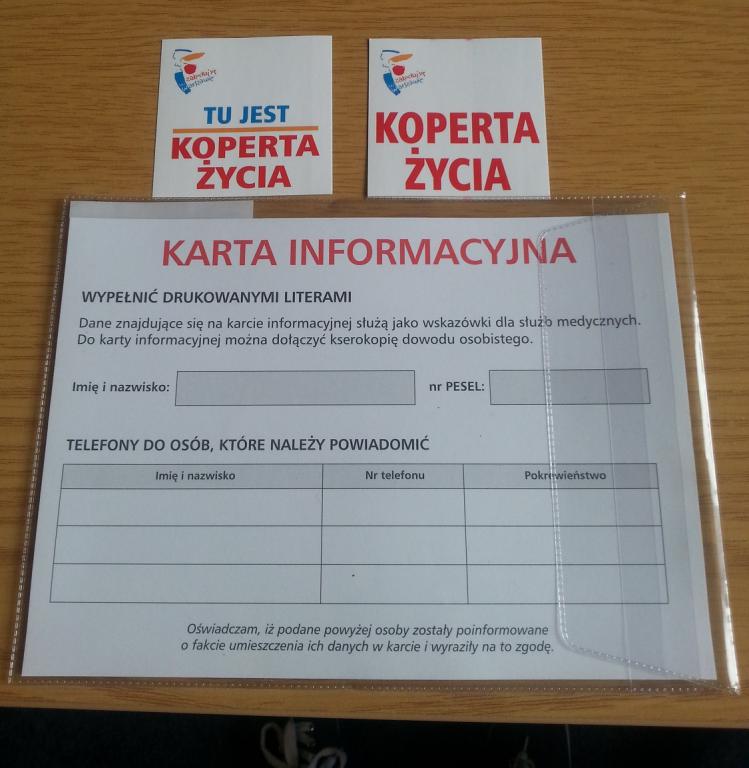 TU JEST
KOPERTA
ŻYCIA
KOPERTA
ŻYCIA
KARTA INFORMACYJNA
WYPEŁNIĆ DRUKOWANYMI LITERAMI
Dane znajdujące się na karcie informacyjnej służą jako wskazówki dla służb medycznych.
Do karty informacyjnej można dołączyć kserokopię dowodu osobistego.
Imię i nazwisko: nr PESEL:
TELEFONY DO OSÓB, KTÓRE NALEŻY POWIADOMIĆ
Imię i nazwisko Nr telefonu Pokrewieństwo
Oświadczam, iż podane powyżej osoby zostały poinformowane
o fakcie umieszczenia ich danych w karcie i wyraziły na to zgodę.